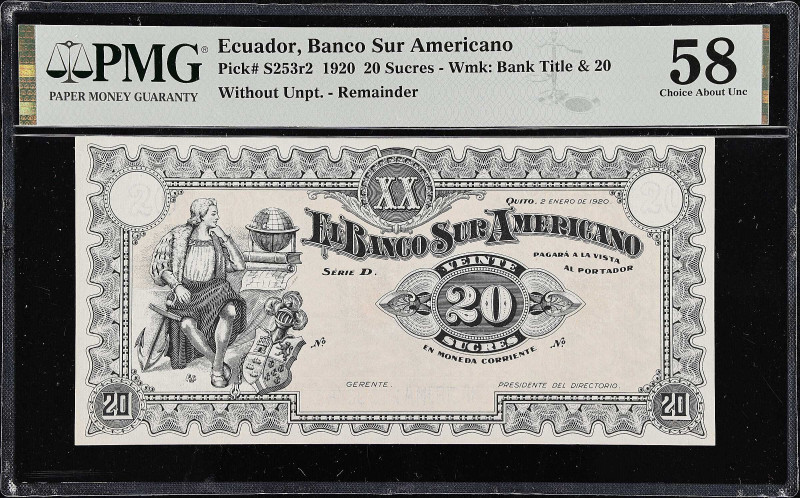 PMG®
PAPER MONEY GUARANTY
Ecuador, Banco Sur Americano
Pick# S253r2 1920 20 Sucres - Wmk: Bank Title & 20
Without Unpt. - Remainder
58
Choice About Unc
XX
20
20
QUITO, 2 ENERO DE 1920.
EL BANCO SUR AMERICANO
PAGARÁ A LA VISTA
AL PORTADOR
SERIE D.
VEINTE
20
SUCRES
EN MONEDA CORRIENTE
Nº
Nº
GERENTE.
PRESIDENTE DEL DIRECTORIO.
20
20